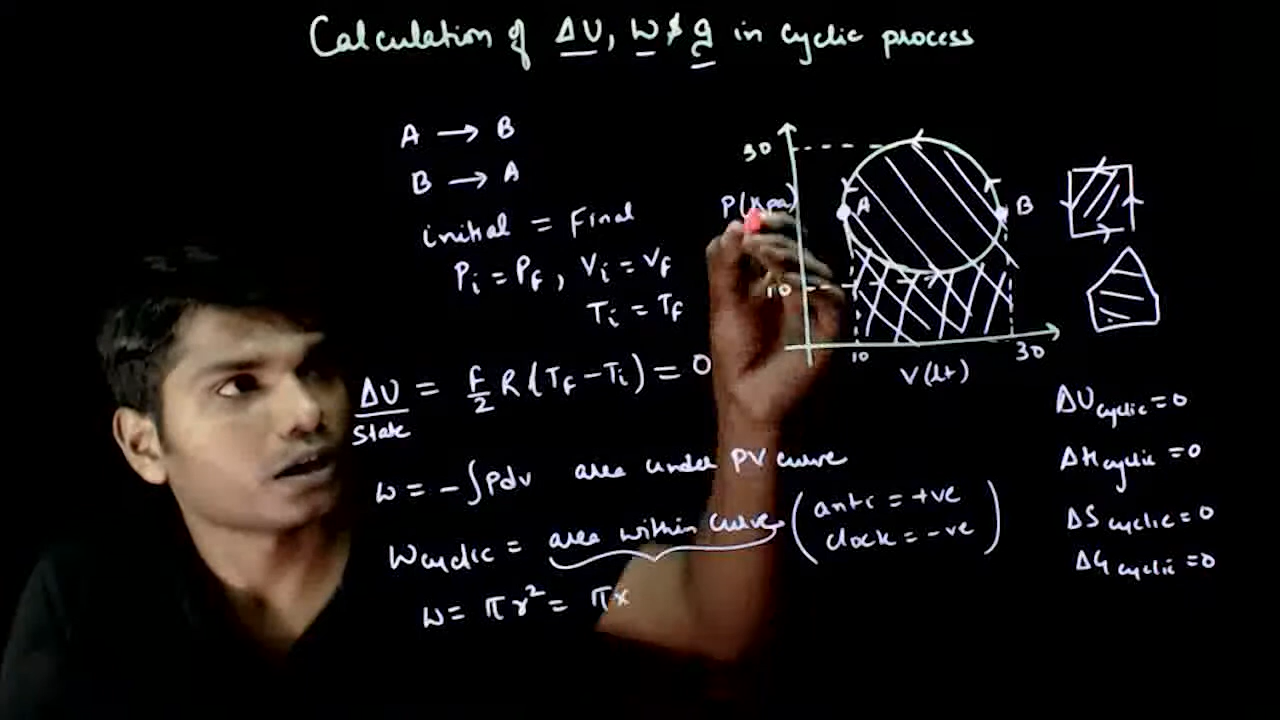 Calculation of ΔU, W & q in cyclic process
A → B
B → A
initial = Final
Pi = PF, Vi = VF
Ti = TF
ΔU = F/2 R (TF - Ti) = 0
State
W = -∫PdV area under PV curve
Wcyclic = area within curve (anti = +ve
clock = -ve)
W = πr² = π
30
P(Kpa)
A
B
10
10
30
V(lt)
ΔUcyclic = 0
ΔHcyclic = 0
ΔScyclic = 0
ΔGcyclic = 0